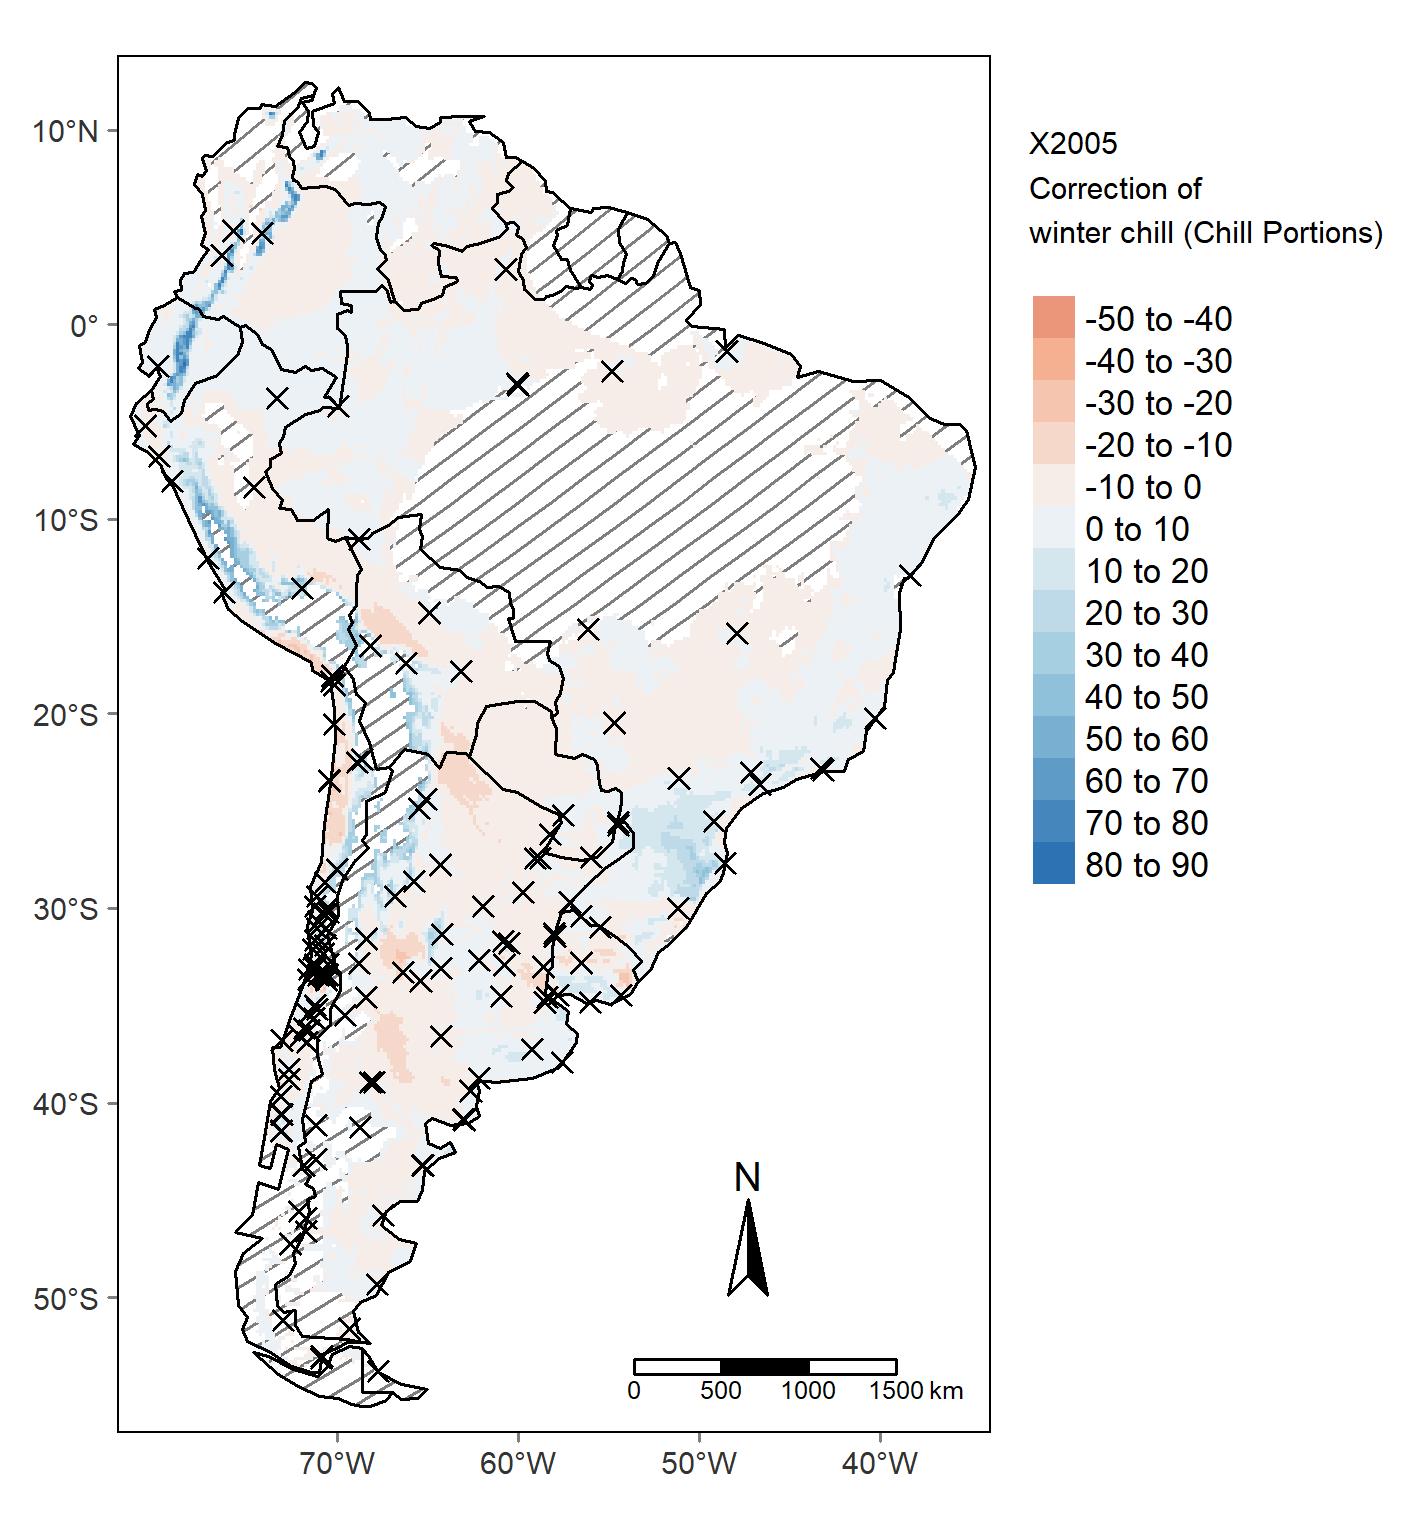 X2005
Correction of
winter chill (Chill Portions)
-50 to -40
-40 to -30
-30 to -20
-20 to -10
-10 to 0
0 to 10
10 to 20
20 to 30
30 to 40
40 to 50
50 to 60
60 to 70
70 to 80
80 to 90
10°N
0°
10°S
20°S
30°S
40°S
50°S
N
0 500 1000 1500 km
70°W 60°W 50°W 40°W